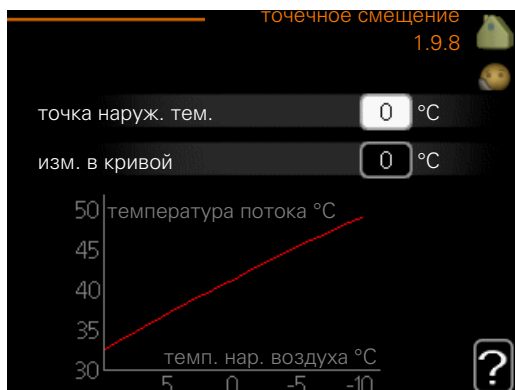 точечное смещение
1.9.8
точка наруж. тем.
0 °C
изм. в кривой
0 °C
50 температура потока °C
45
40
35
30
темп. нар. воздуха °C
5 0 -5 -10
?